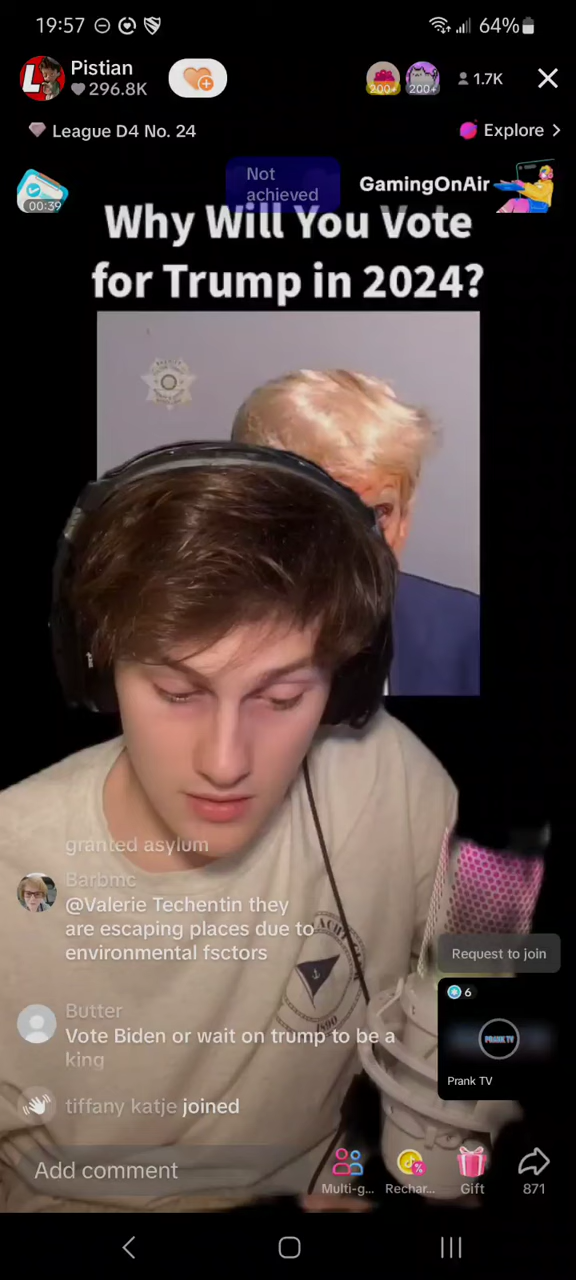 19:57
64%
Pistian
296.8K
200+
200+
1.7K
League D4 No. 24
Explore
00:39
Not
achieved
GamingOnAir
Why Will You Vote
for Trump in 2024?
granted asylum
Barbmc
@Valerie Techentin they
are escaping places due to
environmental fsctors
Request to join
6
PRANK TV
Prank TV
Butter
Vote Biden or wait on trump to be a
king
tiffany katje joined
Add comment
Multi-g...
Rechar...
Gift
871